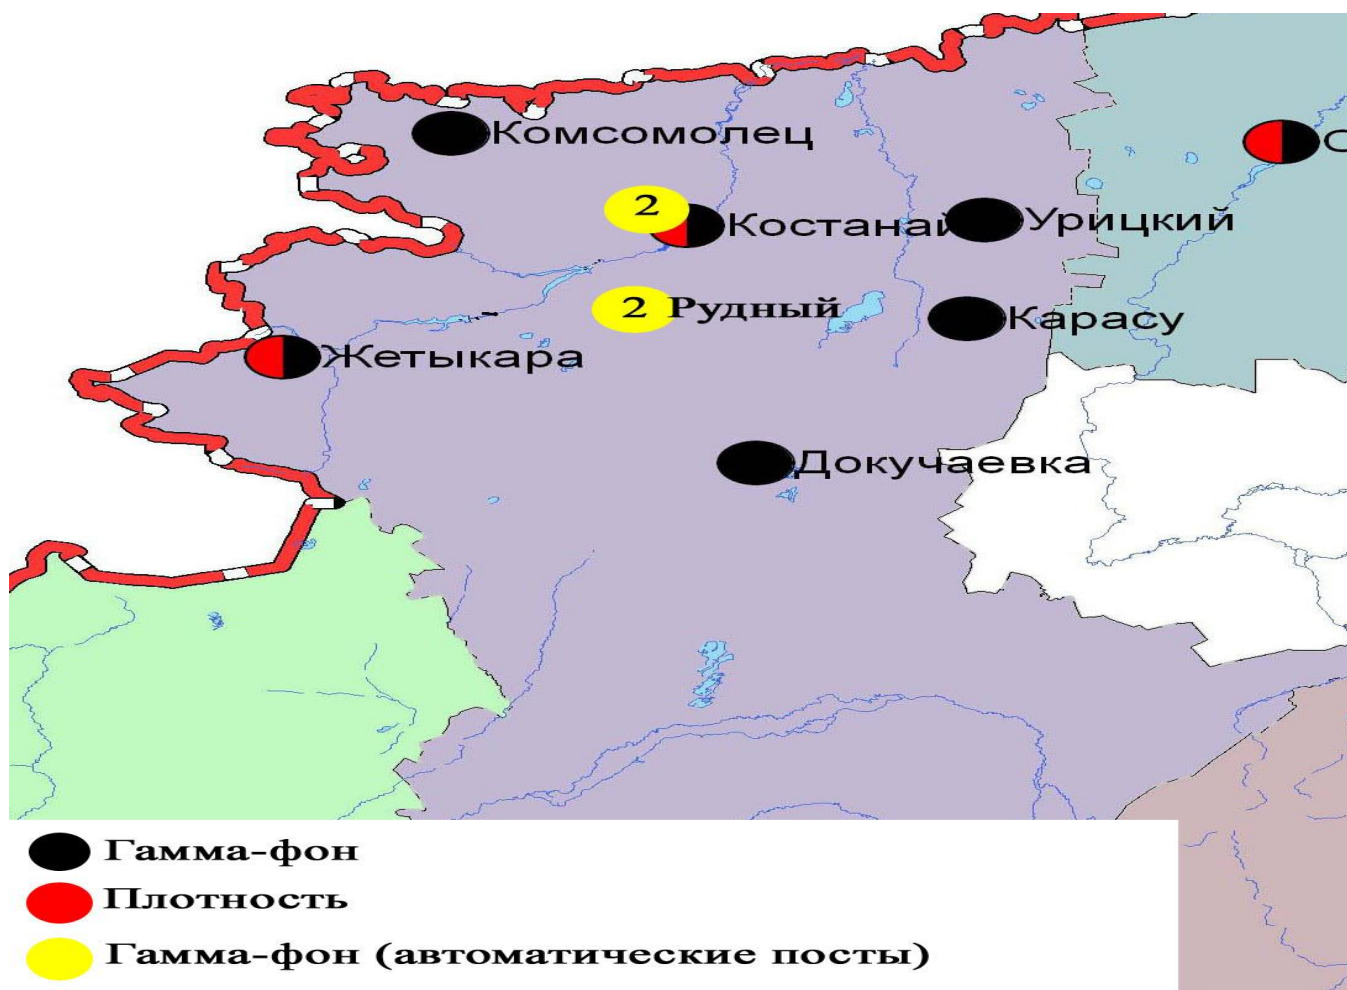 Комсомолец
2
Костанай
Урицкий
2 Рудный
Карасу
Жетыкара
Докучаевка
Гамма-фон
Плотность
Гамма-фон (автоматические посты)